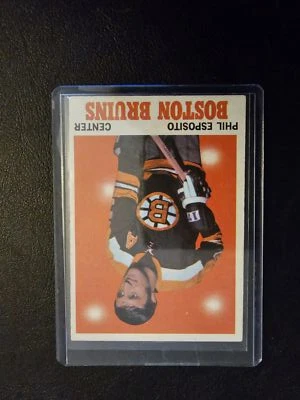 PHIL ESPOSITO CENTER
BOSTON BRUINS
B
A